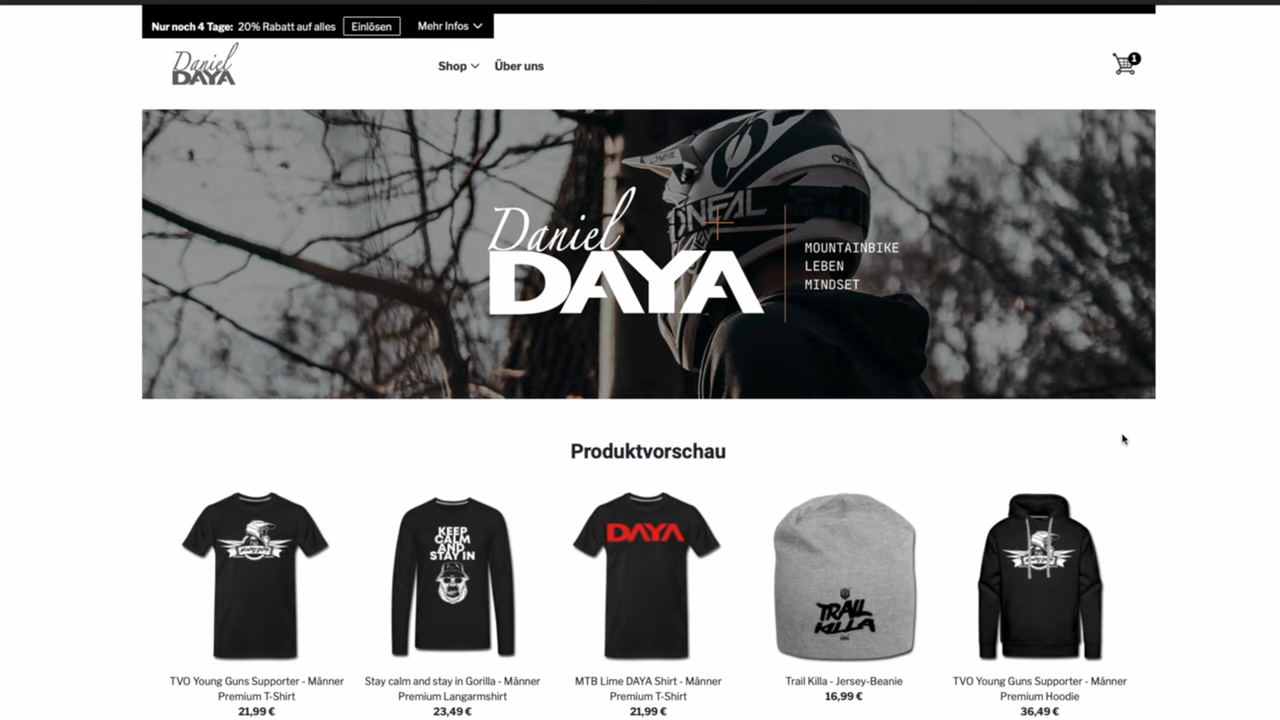 Nur noch 4 Tage: 20% Rabatt auf alles Einlösen Mehr Infos
Daniel
DAYA
Shop Über uns
1
ONEAL
Daniel
DAYA
MOUNTAINBIKE
LEBEN
MINDSET
Produktvorschau
KEEP
CALM
AND
STAY IN
DAYA
TRAIL
KILLA
TVO Young Guns Supporter - Männer
Premium T-Shirt
21,99 €
Stay calm and stay in Gorilla - Männer
Premium Langarmshirt
23,49 €
MTB Lime DAYA Shirt - Männer
Premium T-Shirt
21,99 €
Trail Killa - Jersey-Beanie
16,99 €
TVO Young Guns Supporter - Männer
Premium Hoodie
36,49 €